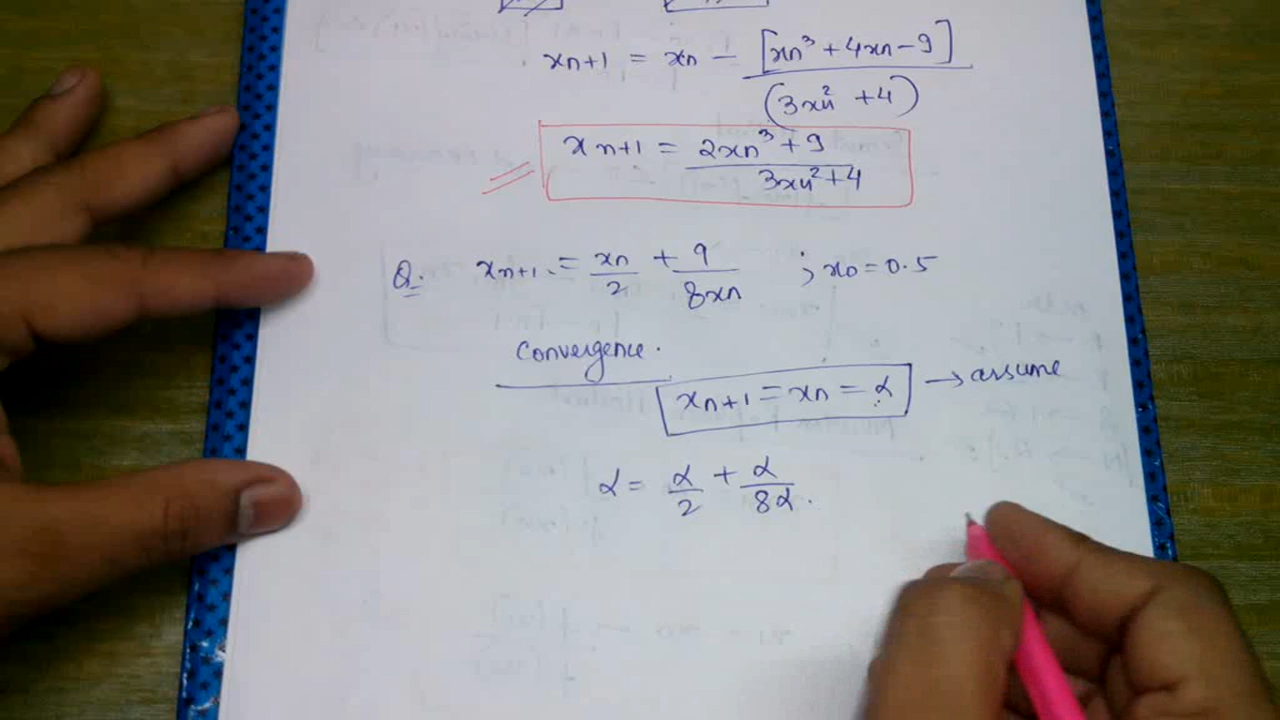 xn+1 = xn − [xn³ + 4xn − 9] / (3xn² + 4)
xn+1 = 2xn³ + 9 / 3xn² + 4
Q. xn+1 = xn/2 + 9/8xn ; x0 = 0.5
Convergence.
xn+1 = xn = α → assume
α = α/2 + α/8α.